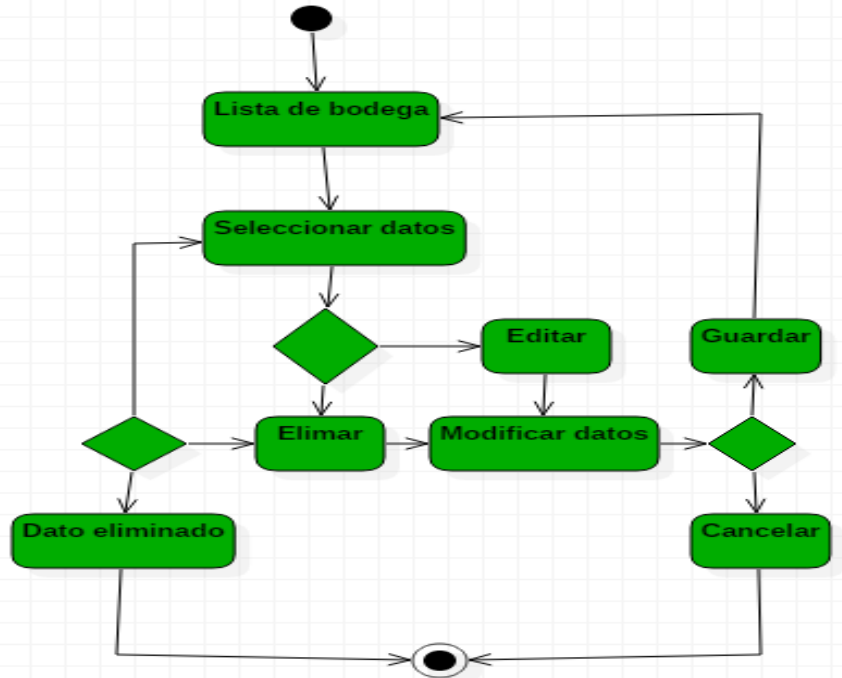 Lista de bodega
Seleccionar datos
Editar
Guardar
Elimar
Modificar datos
Dato eliminado
Cancelar